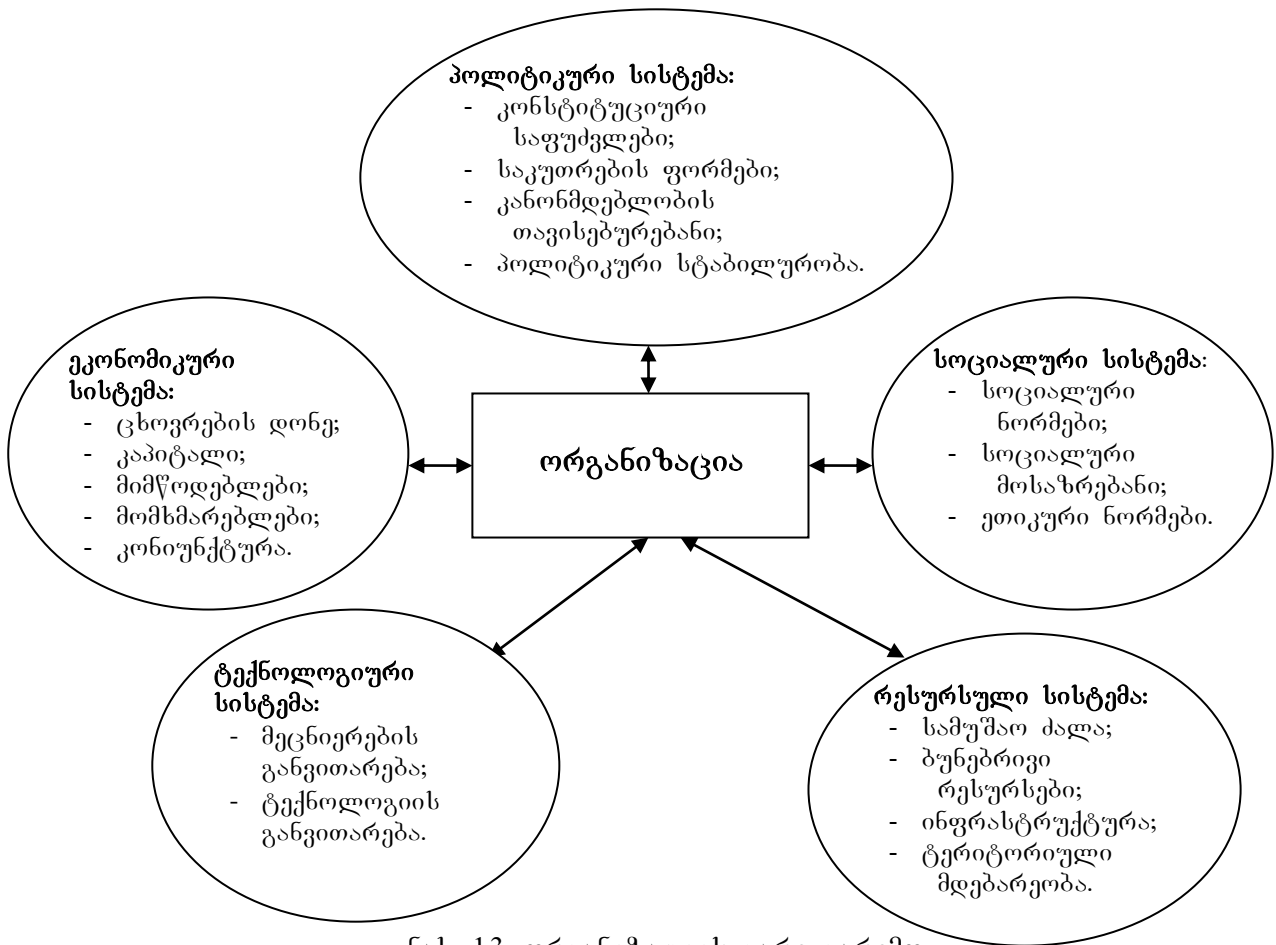 პოლიტიკური სისტემა:
- კონსტიტუციური
საფუძვლები;
- საკუთრების ფორმები;
- კანონმდებლობის
თავისებურებანი;
- პოლიტიკური სტაბილურობა.
ეკონომიკური
სისტემა:
- ცხოვრების დონე;
- კაპიტალი;
- მიმწოდებლები;
- მომხმარებლები;
- კონიუნქტურა.
ორგანიზაცია
სოციალური სისტემა:
- სოციალური
ნორმები;
- სოციალური
მოსაზრებანი;
- ეთიკური ნორმები.
ტექნოლოგიური
სისტემა:
- მეცნიერების
განვითარება;
- ტექნოლოგიის
განვითარება.
რესურსული სისტემა:
- სამუშაო ძალა;
- ბუნებრივი
რესურსები;
- ინფრასტრუქტურა;
- ტერიტორიული
მდებარეობა.